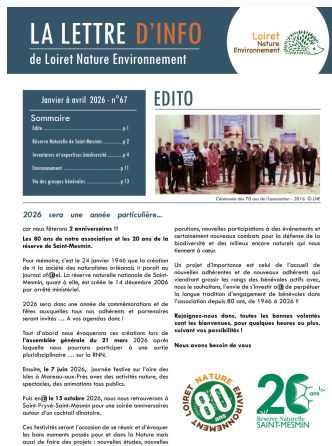 LA LETTRE D'INFO
de Loiret Nature Environnement
Loiret
Nature
Environnement
Janvier à avril 2026 - n°67
Sommaire
Edito ........ p 1
Réserve Naturelle de Saint-Mesmin ........ p 2
Inventaires et expertises biodiversité ........ p 4
Environnement ........ p 11
Vie des groupes bénévoles ........ p 13
EDITO
Cérémonie des 70 ans de l'association - 2016 © LNE
2026 sera une année particulière...
car nous fêterons 2 anniversaires !!!
Les 80 ans de notre association et les 20 ans de la
réserve de Saint-Mesmin.
Pour mémoire, c'est le 24 janvier 1946 que la création
de « la société des naturalistes orléanais » paraît au
journal of@el. La réserve naturelle nationale de Saint-
Mesmin, quant à elle, est créée le 14 décembre 2006
par arrêté ministériel.
2026 sera donc une année de commémorations et de
fêtes auxquelles tous nos adhérents et partenaires
seront invités ... A vos agendas donc !
Tout d'abord nous évoquerons ces créations lors de
l'assemblée générale du 21 mars 2026 après
laquelle nous pourrons participer à une sortie
pluridisciplinaire ... sur la RNN.
Ensuite, le 7 juin 2026, journée festive sur l'aire des
Isles à Mareau-aux-Prés avec des activités nature, des
spectacles, des animations tous publics.
Puis en@ le 15 octobre 2026, nous nous retrouverons à
Saint-Pryvé-Saint-Mesmin pour une soirée anniversaires
autour d'un cocktail dinatoire.
Ces festivités seront l'occasion de se réunir et d'évoquer
les bons moments passés pour et dans la Nature mais
aussi de faire des projets : nouvelles études, nouvelles
parutions, nouvelles participations à des événements et
certainement nouveaux combats pour la défense de la
biodiversité et des milieux encore naturels qui nous
tiennent à cœur.
Un projet d'importance est celui de l'accueil de
nouvelles adhérentes et de nouveaux adhérents qui
viendront grossir les rangs des bénévoles actifs avec,
nous le souhaitons, l'envie de s'investir a@ de perpétuer
la longue tradition d'engagement de bénévoles dans
l'association depuis 80 ans, de 1946 à 2026 !!
Rejoignez-nous donc, toutes les bonnes volontés
sont les bienvenues, pour quelques heures ou plus,
suivant vos possibilités !
Nous avons besoin de vous
LOIRET NATURE ENVIRONNEMENT
80 ans
20 ans
Réserve Naturelle
SAINT-MESMIN